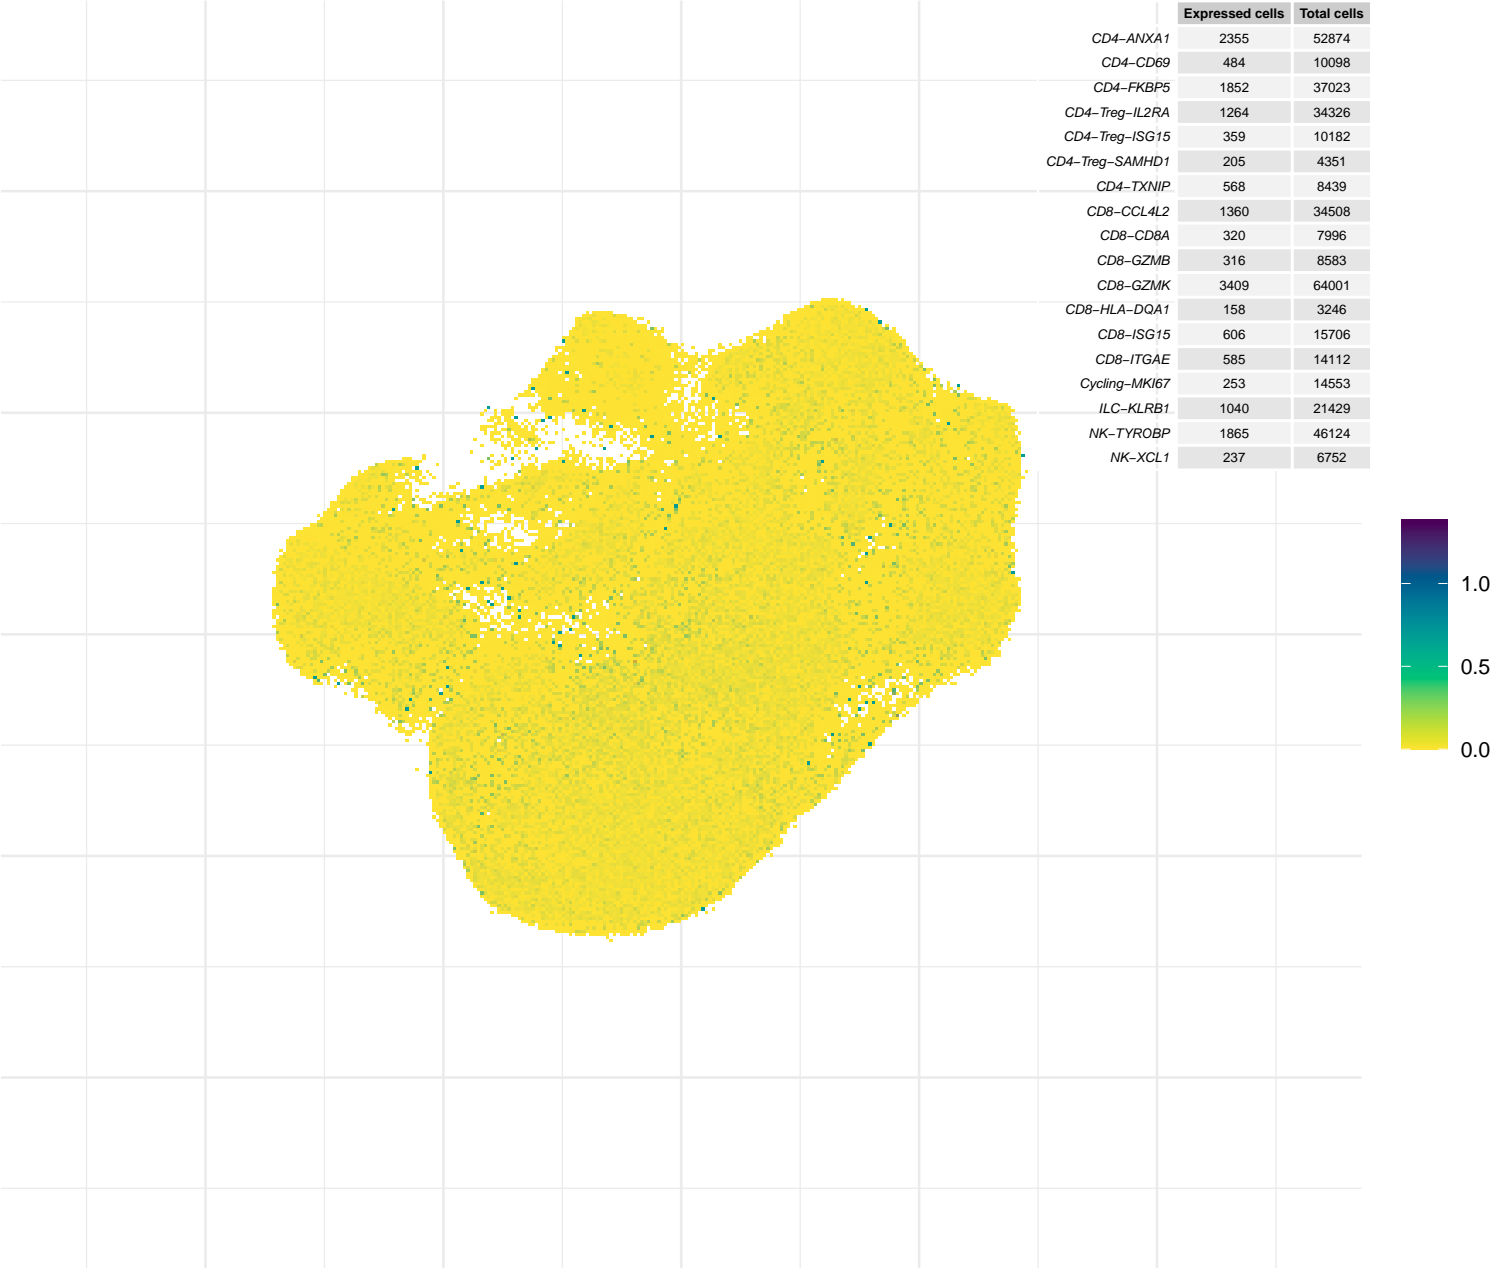 Expressed cells Total cells
CD4−ANXA1 2355 52874
CD4−CD69 484 10098
CD4−FKBP5 1852 37023
CD4−Treg−IL2RA 1264 34326
CD4−Treg−ISG15 359 10182
CD4−Treg−SAMHD1 205 4351
CD4−TXNIP 568 8439
CD8−CCL4L2 1360 34508
CD8−CD8A 320 7996
CD8−GZMB 316 8583
CD8−GZMK 3409 64001
CD8−HLA−DQA1 158 3246
CD8−ISG15 606 15706
CD8−ITGAE 585 14112
Cycling−MKI67 253 14553
ILC−KLRB1 1040 21429
NK−TYROBP 1865 46124
NK−XCL1 237 6752
1.0
0.5
0.0